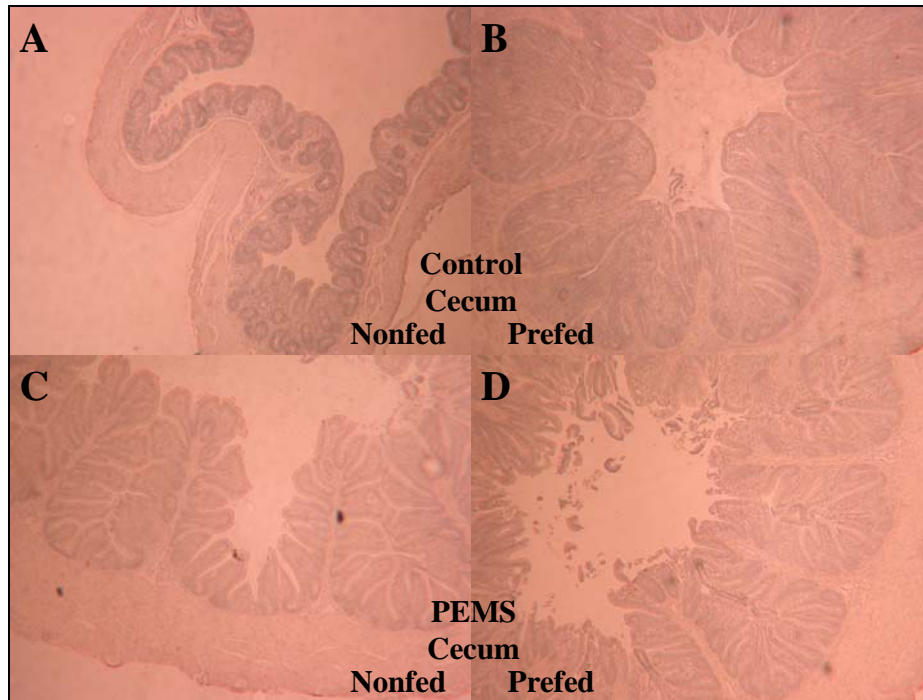 A
B
Control
Cecum
Nonfed Prefed
C
D
PEMS
Cecum
Nonfed Prefed